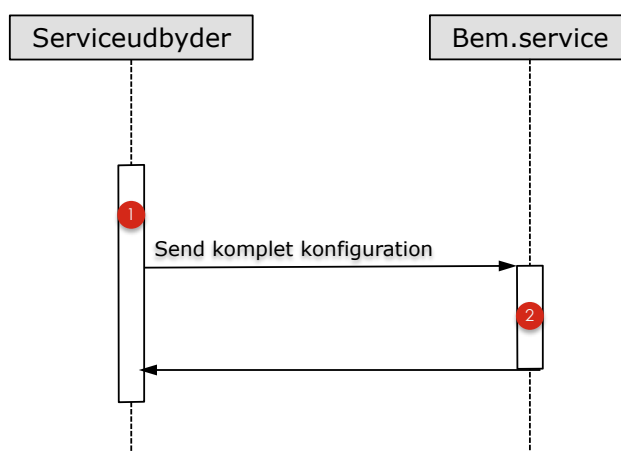 Serviceudbyder
Bem.service
1
Send komplet konfiguration
2